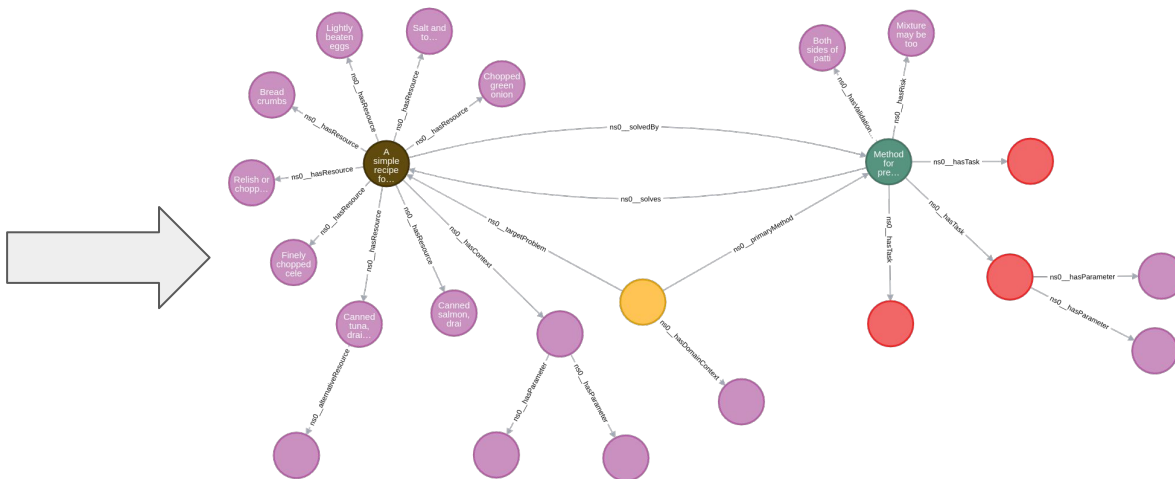 Lightly
beaten
eggs
Salt and
to…
Chopped
green
onion
Bread
crumbs
Relish or
chopp…
Finely
chopped
cele
Canned
tuna,
drai…
Canned
salmon,
drai
A
simple
recipe
fo…
Both
sides of
patti
Mixture
may be
too
Method
for
pre…
ns0__hasResource
ns0__hasResource
ns0__hasResource
ns0__hasResource
ns0__hasResource
ns0__hasResource
ns0__hasResource
ns0__hasResource
ns0__hasContext
ns0__targetProblem
ns0__solvedBy
ns0__solves
ns0__primaryMethod
ns0__hasValidation
ns0__hasRisk
ns0__hasTask
ns0__hasTask
ns0__hasTask
ns0__hasParameter
ns0__hasParameter
ns0__hasDomainContext
ns0__alternativeResource
ns0__hasParameter
ns0__hasParameter